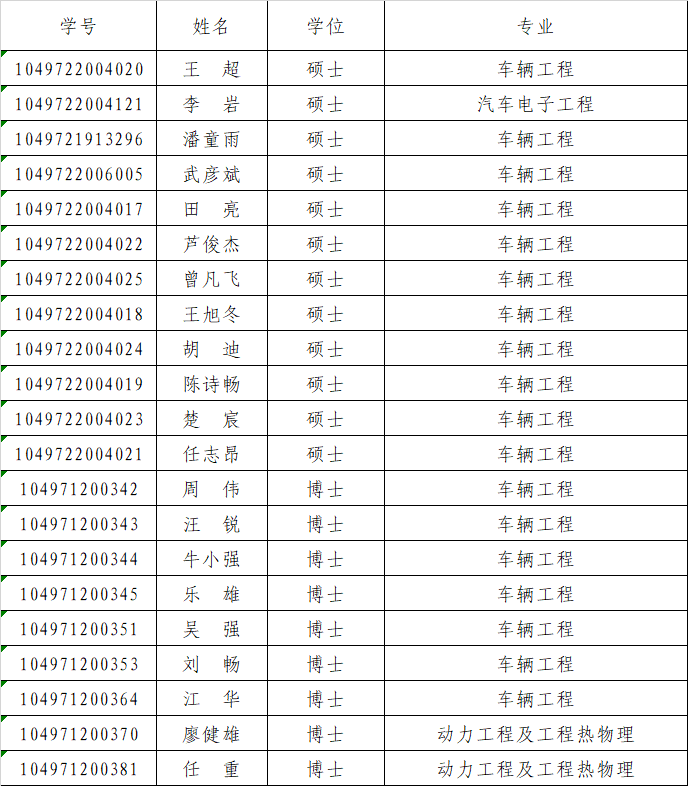 学号 姓名 学位 专业
1049722004020 王 超 硕士 车辆工程
1049722004121 李 岩 硕士 汽车电子工程
1049721913296 潘童雨 硕士 车辆工程
1049722006005 武彦斌 硕士 车辆工程
1049722004017 田 亮 硕士 车辆工程
1049722004022 芦俊杰 硕士 车辆工程
1049722004025 曾凡飞 硕士 车辆工程
1049722004018 王旭冬 硕士 车辆工程
1049722004024 胡 迪 硕士 车辆工程
1049722004019 陈诗畅 硕士 车辆工程
1049722004023 楚 宸 硕士 车辆工程
1049722004021 任志昂 硕士 车辆工程
104971200342 周 伟 博士 车辆工程
104971200343 汪 锐 博士 车辆工程
104971200344 牛小强 博士 车辆工程
104971200345 乐 雄 博士 车辆工程
104971200351 吴 强 博士 车辆工程
104971200353 刘 畅 博士 车辆工程
104971200364 江 华 博士 车辆工程
104971200370 廖健雄 博士 动力工程及工程热物理
104971200381 任 重 博士 动力工程及工程热物理